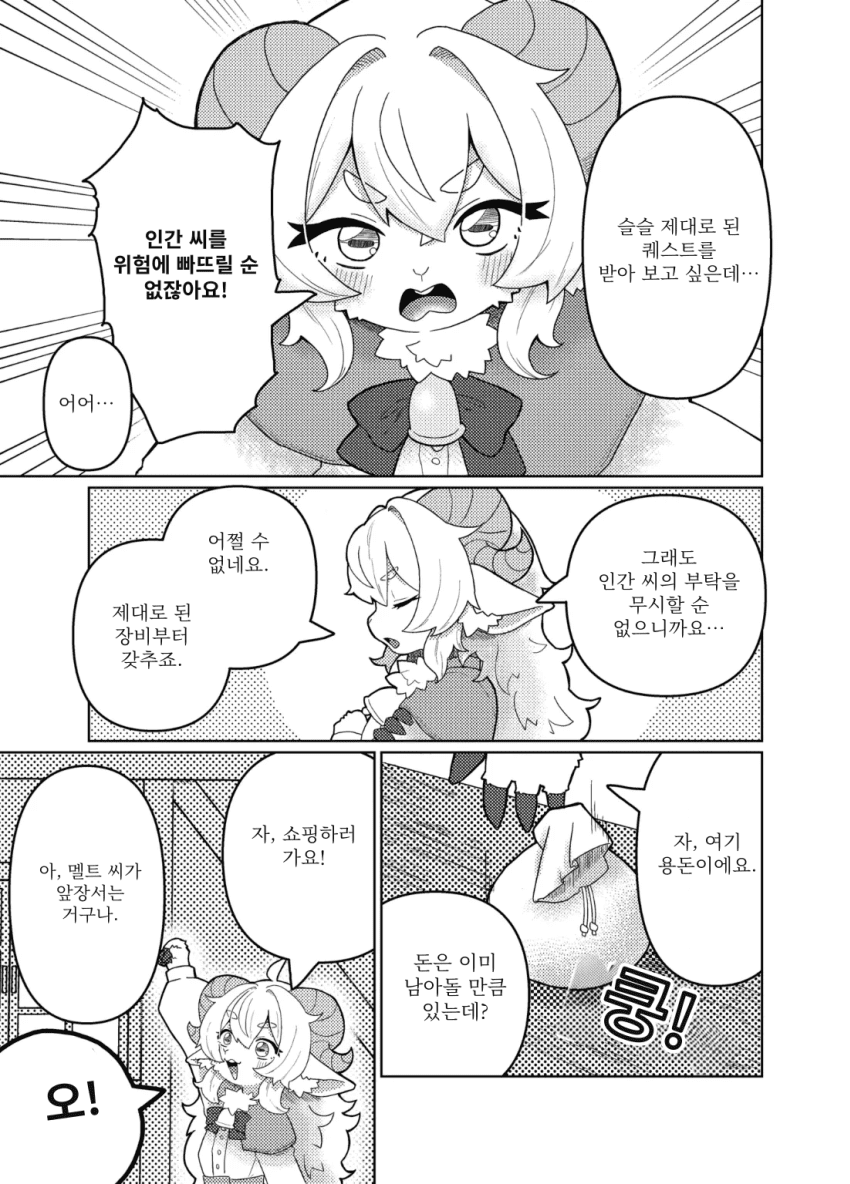 슬슬 제대로 된
퀘스트를
받아 보고 싶은데…
인간 씨를
위험에 빠뜨릴 순
없잖아요!
어어…
그래도
인간 씨의 부탁을
무시할 순
없으니까요…
어쩔 수
없네요.
제대로 된
장비부터
갖추죠.
자, 여기
용돈이에요.
쿵!
돈은 이미
남아돌 만큼
있는데?
자, 쇼핑하러
가요!
아, 멜트 씨가
앞장서는
거구나.
오!